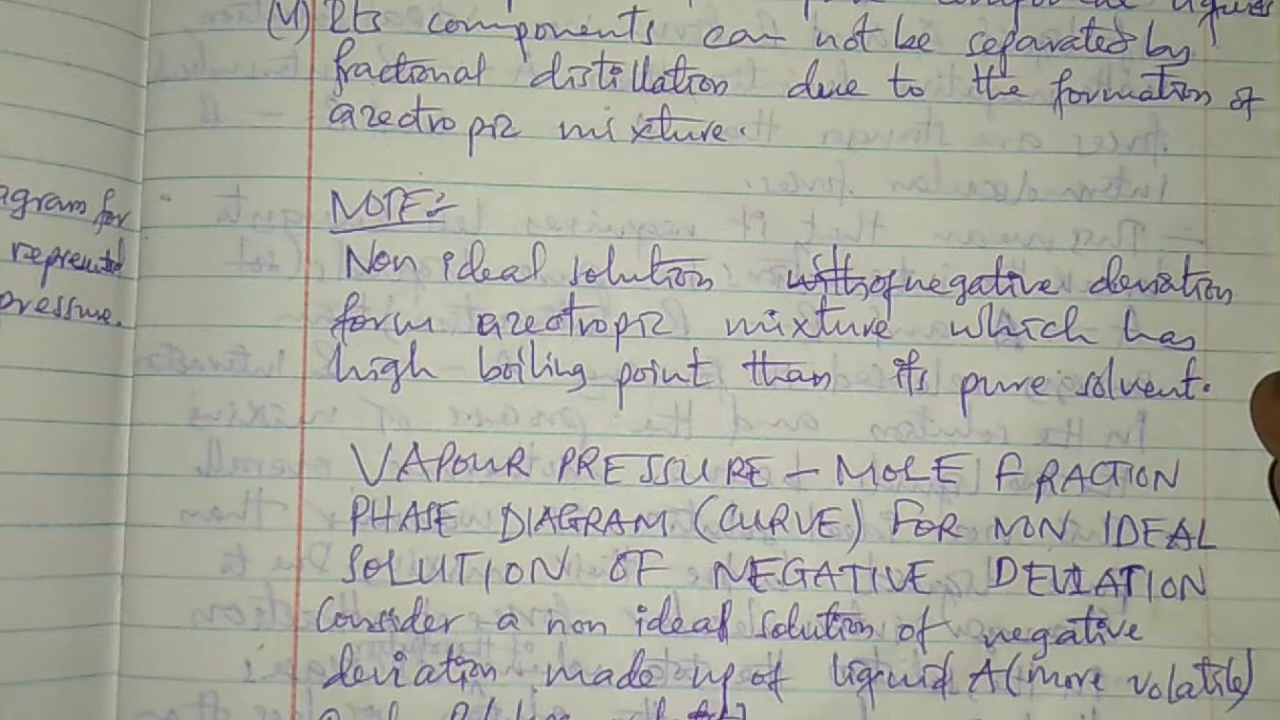 (4) Its components can not be separated by
fractional distillation due to the formation of
azeotropic mixture.
agram for
represented
pressure.
NOTE:
Non ideal solution of negative deviation
form azeotropic mixture which has
high boiling point than its pure solvent.
VAPOUR PRESSURE - MOLE FRACTION
PHASE DIAGRAM (CURVE) FOR NON IDEAL
SOLUTION OF NEGATIVE DEVIATION
Consider a non ideal solution of negative
deviation made up of liquid A (more volatile)